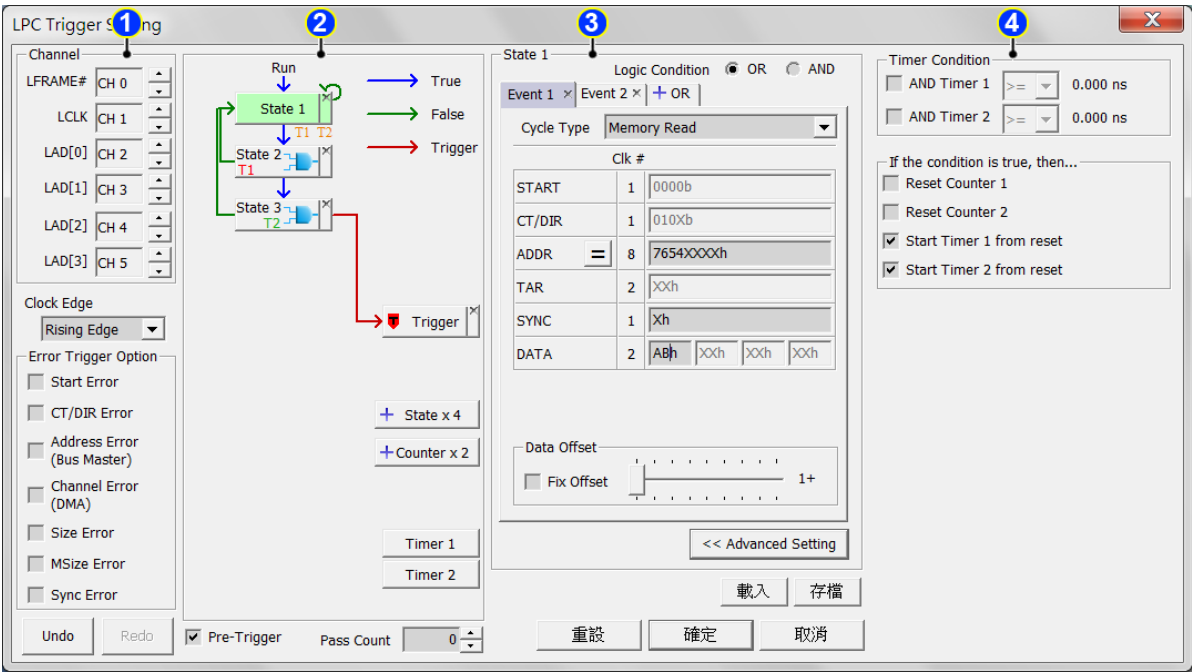 LPC Trigger S ng
1
2
3
4
X
Channel
LFRAME# CH 0
LCLK CH 1
LAD[0] CH 2
LAD[1] CH 3
LAD[2] CH 4
LAD[3] CH 5
Clock Edge
Rising Edge
Error Trigger Option
Start Error
CT/DIR Error
Address Error
(Bus Master)
Channel Error
(DMA)
Size Error
MSize Error
Sync Error
Undo Redo
Run
True
State 1
False
T1 T2
Trigger
State 2
T1
State 3
T2
T Trigger
+ State x 4
+ Counter x 2
Timer 1
Timer 2
Pre-Trigger Pass Count 0
State 1
Logic Condition OR AND
Event 1 × Event 2 × + OR
Cycle Type Memory Read
Clk #
START 1 0000b
CT/DIR 1 010Xb
ADDR = 8 7654XXXXh
TAR 2 XXh
SYNC 1 Xh
DATA 2 ABh XXh XXh XXh
Data Offset
Fix Offset 1+
<< Advanced Setting
載入 存檔
重設 確定 取消
Timer Condition
AND Timer 1 >= 0.000 ns
AND Timer 2 >= 0.000 ns
If the condition is true, then...
Reset Counter 1
Reset Counter 2
Start Timer 1 from reset
Start Timer 2 from reset